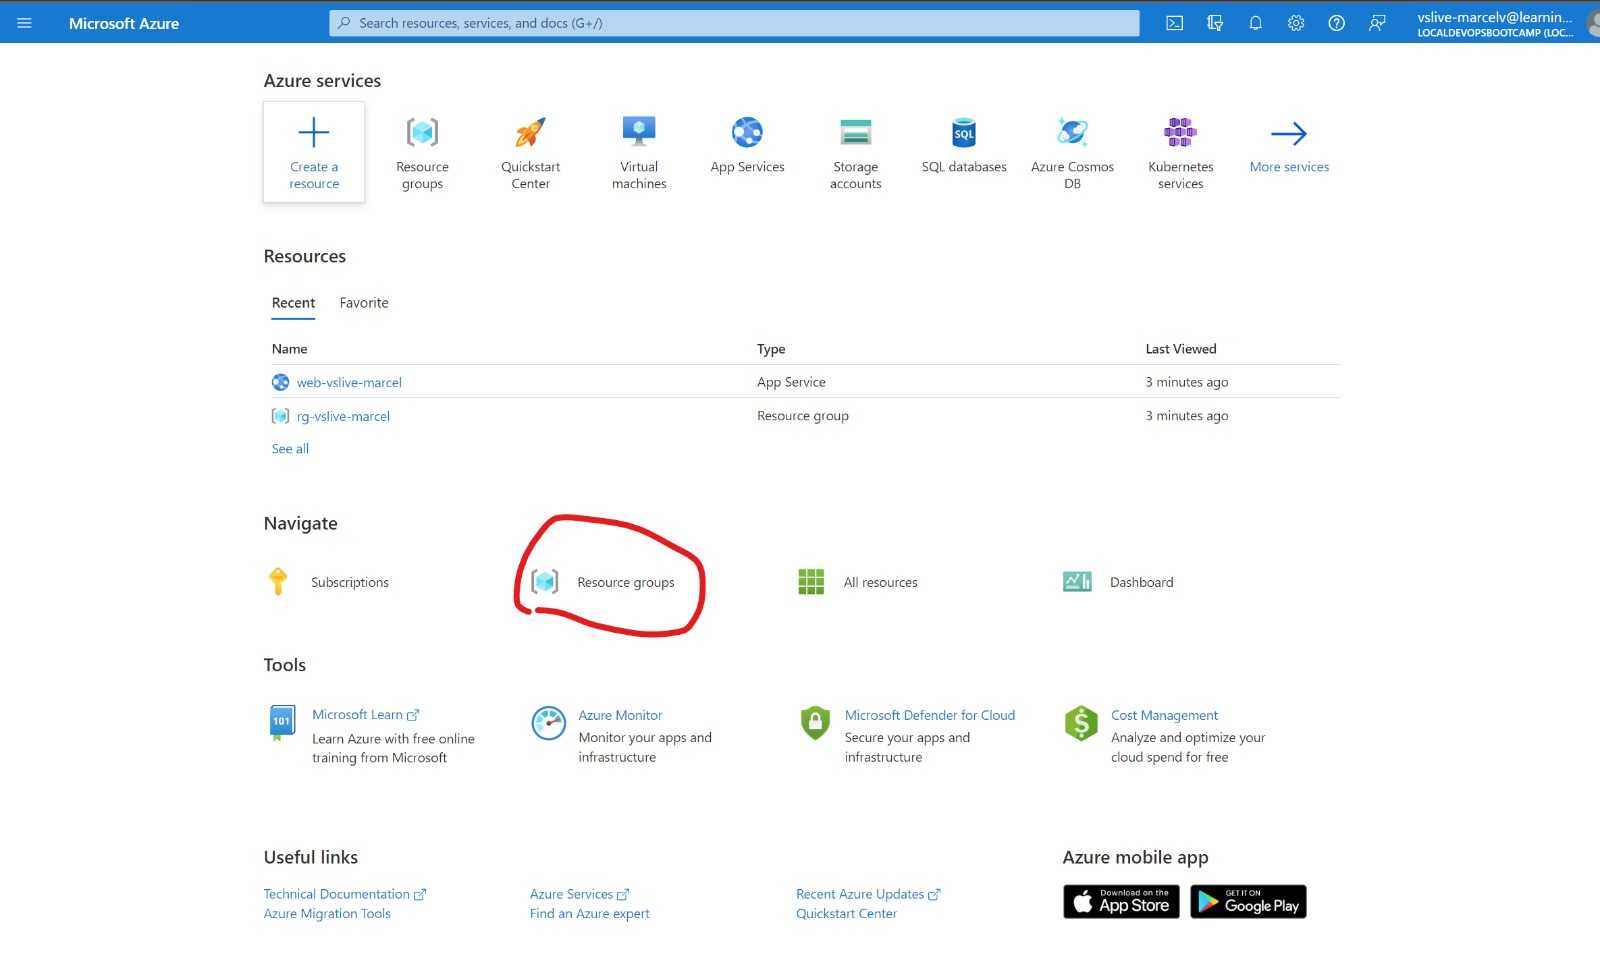 Microsoft Azure
Search resources, services, and docs (G+/)
vslive-marcelv@learnin...
LOCALDEVOPSBOOTCAMP (LOC...
Azure services
Create a
resource
Resource
groups
Quickstart
Center
Virtual
machines
App Services
Storage
accounts
SQL
SQL databases
Azure Cosmos
DB
Kubernetes
services
More services
Resources
Recent
Favorite
Name
Type
Last Viewed
web-vslive-marcel
App Service
3 minutes ago
rg-vslive-marcel
Resource group
3 minutes ago
See all
Navigate
Subscriptions
Resource groups
All resources
Dashboard
Tools
101
Microsoft Learn
Learn Azure with free online
training from Microsoft
Azure Monitor
Monitor your apps and
infrastructure
Microsoft Defender for Cloud
Secure your apps and
infrastructure
Cost Management
Analyze and optimize your
cloud spend for free
Useful links
Technical Documentation
Azure Migration Tools
Azure Services
Find an Azure expert
Recent Azure Updates
Quickstart Center
Azure mobile app
Download on the
App Store
GET IT ON
Google Play